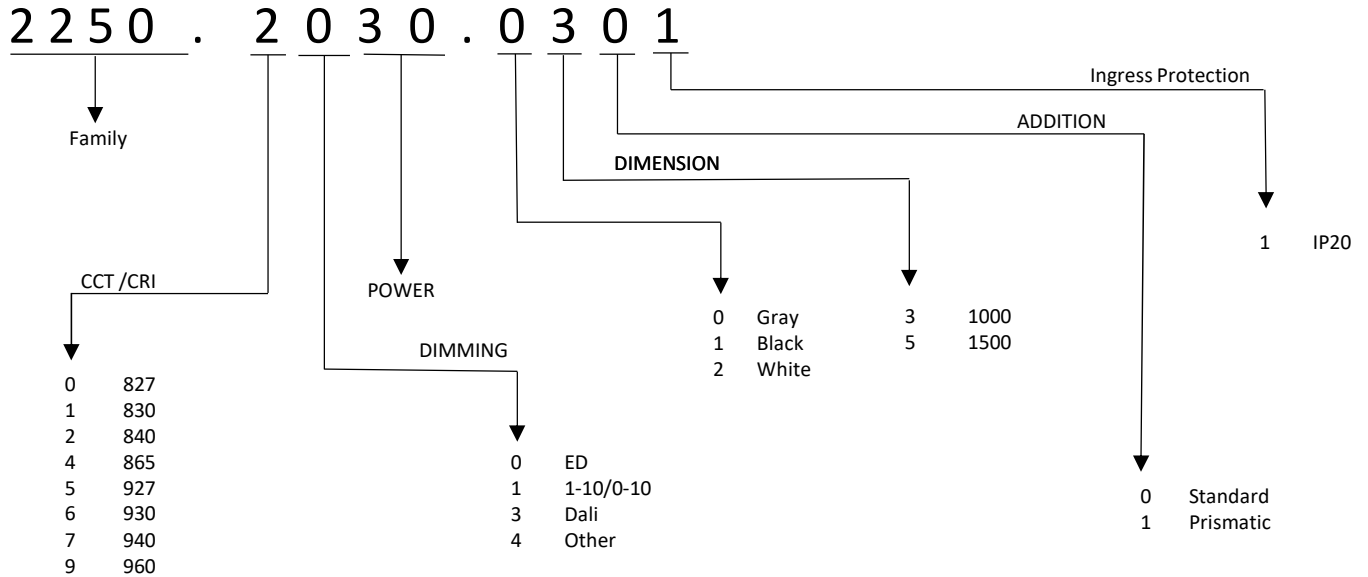 2250.2030.0301
Ingress Protection
ADDITION
Family
DIMENSION
1 IP20
CCT /CRI
POWER
0 Gray
1 Black
2 White
3 1000
5 1500
DIMMING
0 827
1 830
2 840
4 865
5 927
6 930
7 940
9 960
0 ED
1 1-10/0-10
3 Dali
4 Other
0 Standard
1 Prismatic